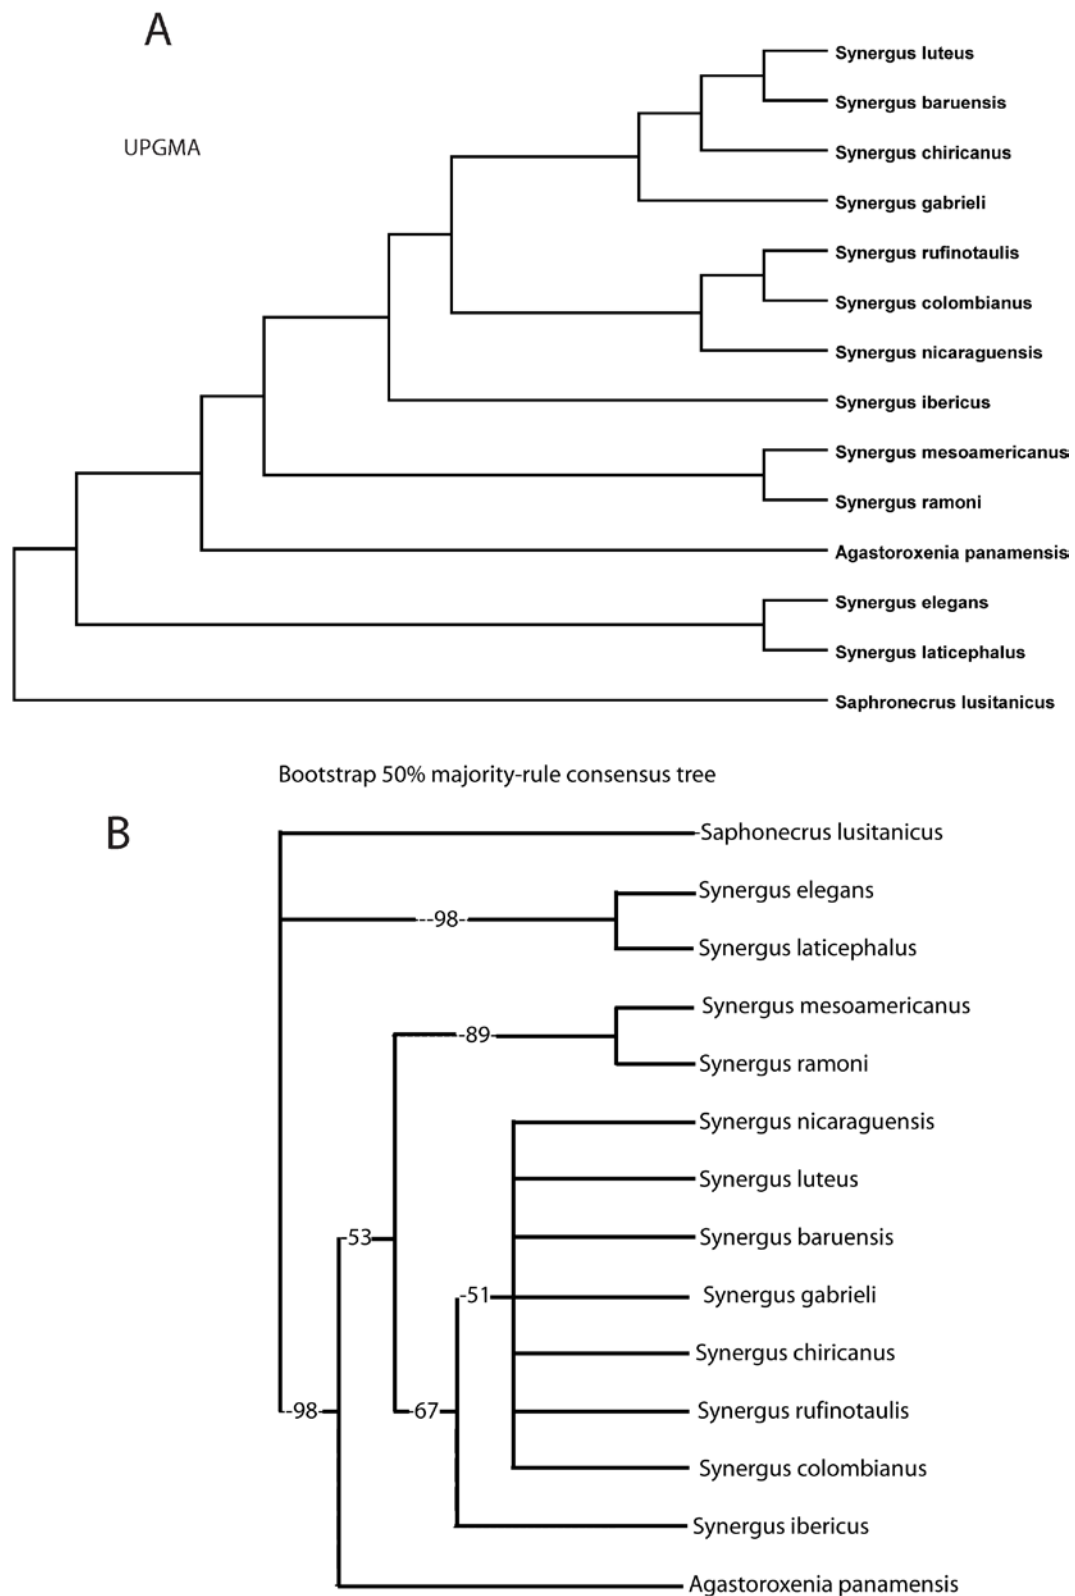 A
UPGMA
Synergus luteus
Synergus baruensis
Synergus chiricanus
Synergus gabrieli
Synergus rufinotaulis
Synergus colombianus
Synergus nicaraguensis
Synergus ibericus
Synergus mesoamericanus
Synergus ramoni
Agastoroxenia panamensis
Synergus elegans
Synergus laticephalus
Saphronecrus lusitanicus
Bootstrap 50% majority-rule consensus tree
B
Saphonecrus lusitanicus
Synergus elegans
98
Synergus laticephalus
Synergus mesoamericanus
89
Synergus ramoni
Synergus nicaraguensis
Synergus luteus
Synergus baruensis
53
51
Synergus gabrieli
Synergus chiricanus
98
67
Synergus rufinotaulis
Synergus colombianus
Synergus ibericus
Agastoroxenia panamensis